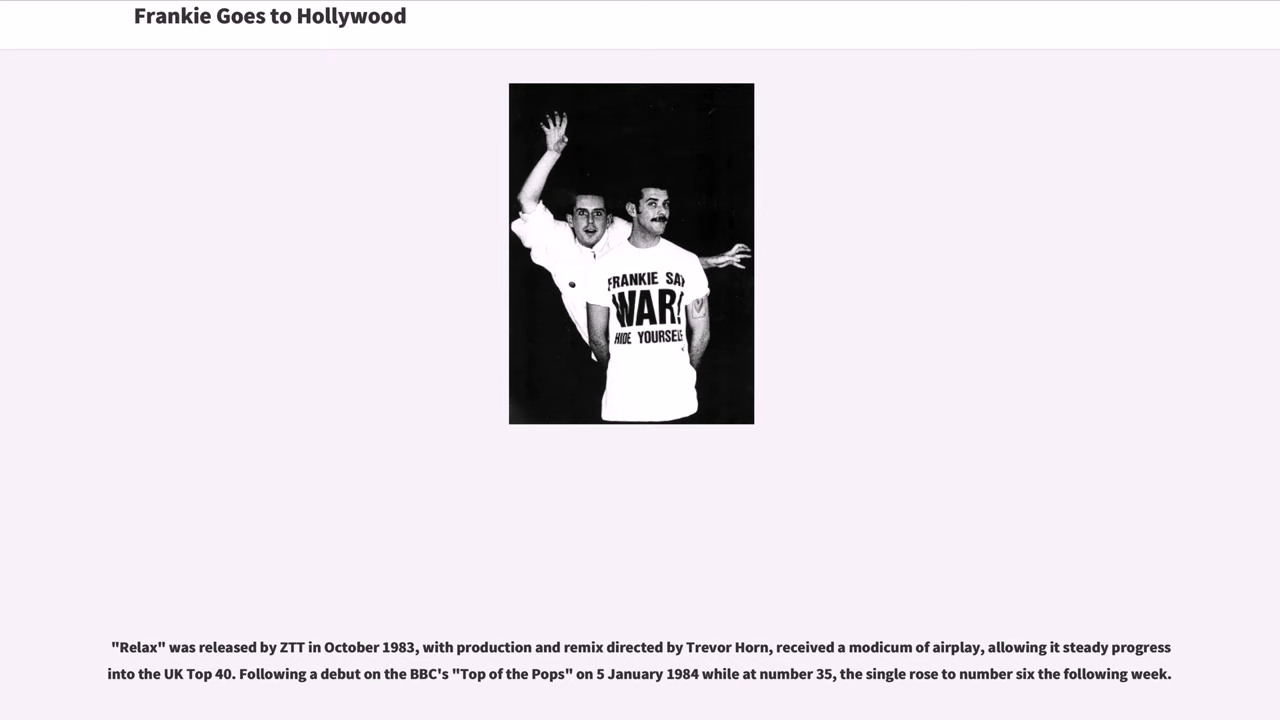 Frankie Goes to Hollywood
FRANKIE SAY
WAR!
HIDE YOURSELF
"Relax" was released by ZTT in October 1983, with production and remix directed by Trevor Horn, received a modicum of airplay, allowing it steady progress
into the UK Top 40. Following a debut on the BBC's "Top of the Pops" on 5 January 1984 while at number 35, the single rose to number six the following week.